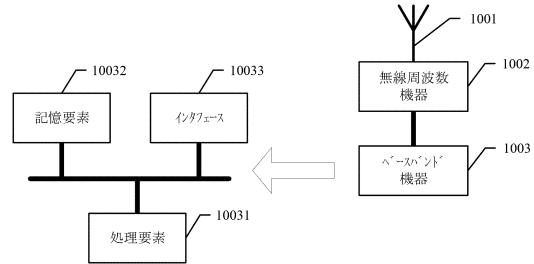 1001
10032
10033
1002
無線周波数
機器
記憶要素
ｲﾝﾀﾌｪｰｽ
1003
ﾍﾞｰｽﾊﾞﾝﾄﾞ
機器
10031
処理要素